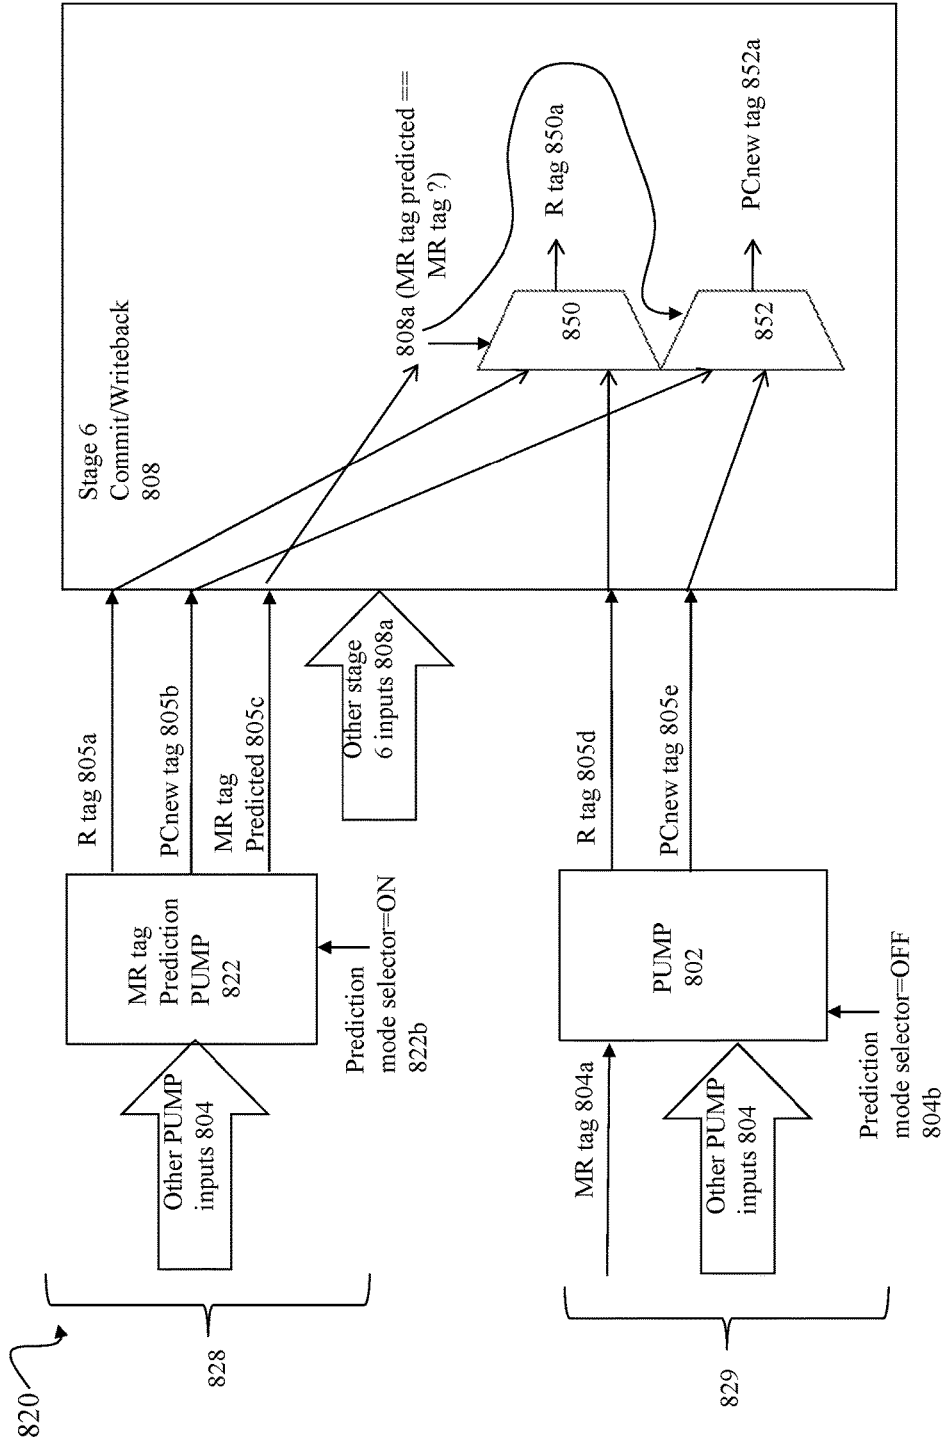 820
828
Other PUMP
inputs 804
MR tag
Prediction
PUMP
822
Prediction
mode selector=ON
822b
R tag 805a
PCnew tag 805b
MR tag
Predicted 805c
Other stage
6 inputs 808a
Stage 6
Commit/Writeback
808
808a (MR tag predicted ==
MR tag ?)
850
R tag 850a
852
PCnew tag 852a
829
MR tag 804a
Other PUMP
inputs 804
PUMP
802
Prediction
mode selector=OFF
804b
R tag 805d
PCnew tag 805e